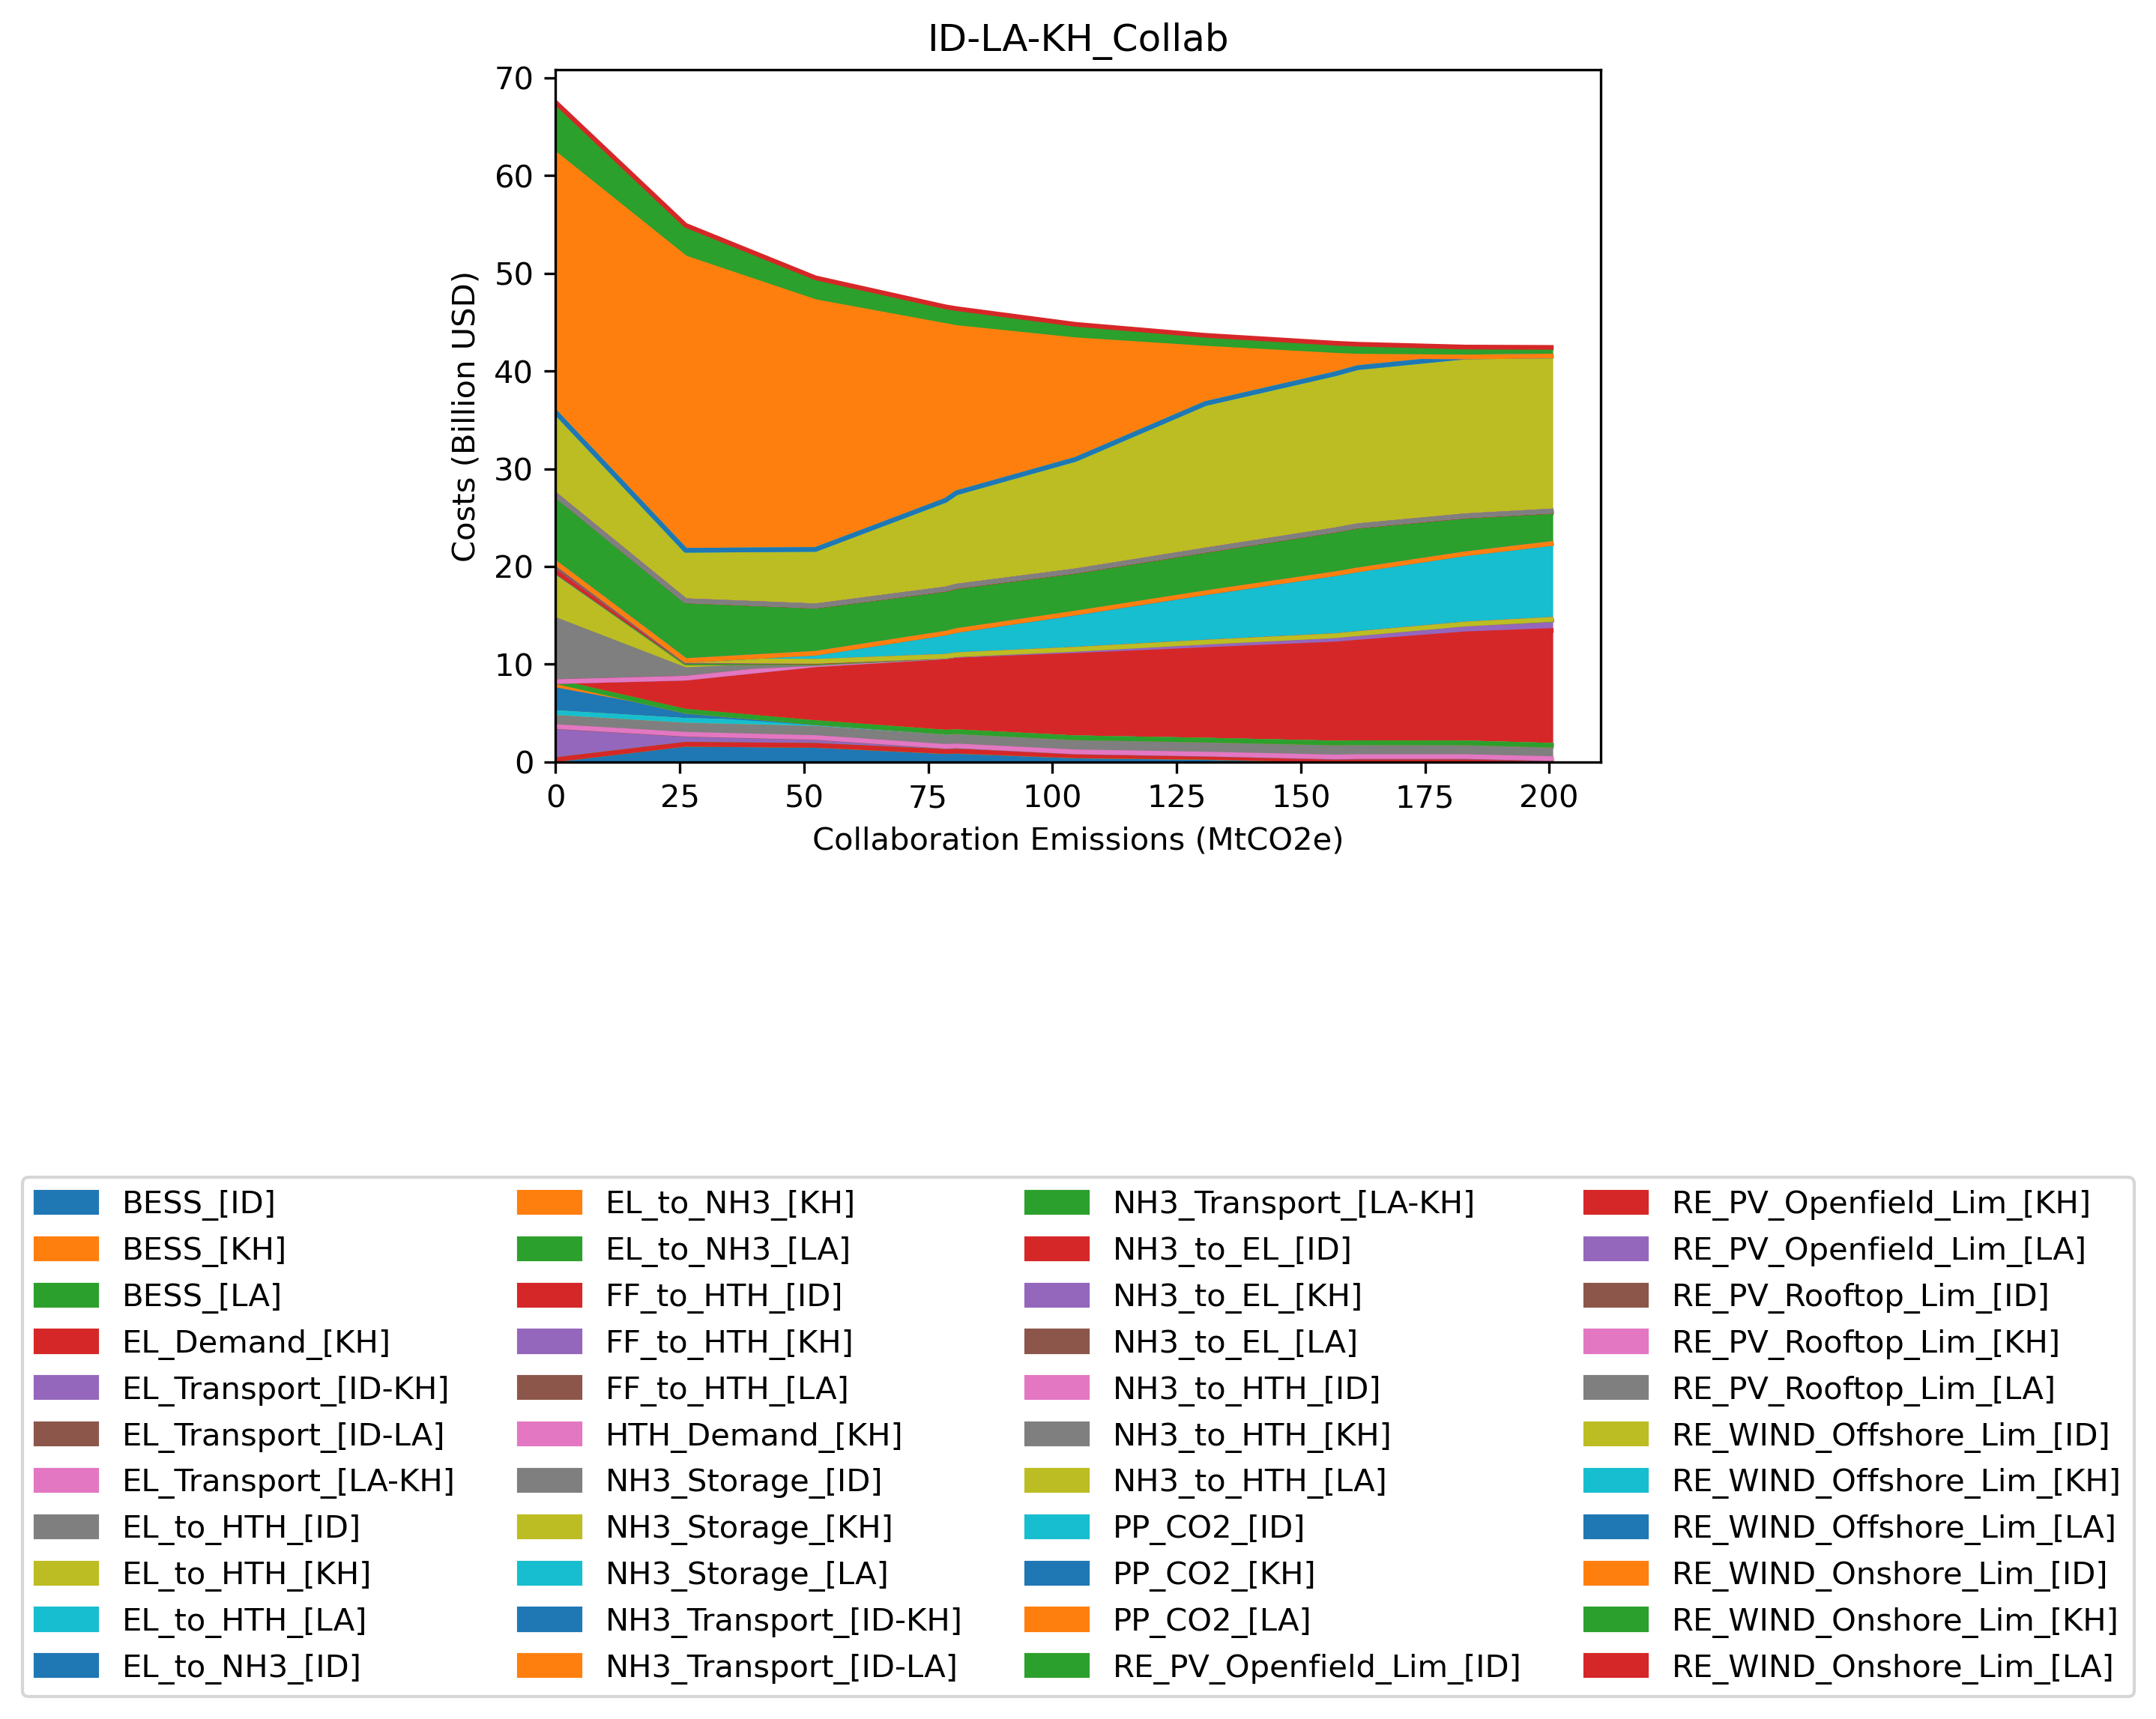 ID-LA-KH_Collab
70
60
50
40
30
20
10
0
Costs (Billion USD)
0 25 50 75 100 125 150 175 200
Collaboration Emissions (MtCO2e)
BESS_[ID]
BESS_[KH]
BESS_[LA]
EL_Demand_[KH]
EL_Transport_[ID-KH]
EL_Transport_[ID-LA]
EL_Transport_[LA-KH]
EL_to_HTH_[ID]
EL_to_HTH_[KH]
EL_to_HTH_[LA]
EL_to_NH3_[ID]
EL_to_NH3_[KH]
EL_to_NH3_[LA]
FF_to_HTH_[ID]
FF_to_HTH_[KH]
FF_to_HTH_[LA]
HTH_Demand_[KH]
NH3_Storage_[ID]
NH3_Storage_[KH]
NH3_Storage_[LA]
NH3_Transport_[ID-KH]
NH3_Transport_[ID-LA]
NH3_Transport_[LA-KH]
NH3_to_EL_[ID]
NH3_to_EL_[KH]
NH3_to_EL_[LA]
NH3_to_HTH_[ID]
NH3_to_HTH_[KH]
NH3_to_HTH_[LA]
PP_CO2_[ID]
PP_CO2_[KH]
PP_CO2_[LA]
RE_PV_Openfield_Lim_[ID]
RE_PV_Openfield_Lim_[KH]
RE_PV_Openfield_Lim_[LA]
RE_PV_Rooftop_Lim_[ID]
RE_PV_Rooftop_Lim_[KH]
RE_PV_Rooftop_Lim_[LA]
RE_WIND_Offshore_Lim_[ID]
RE_WIND_Offshore_Lim_[KH]
RE_WIND_Offshore_Lim_[LA]
RE_WIND_Onshore_Lim_[ID]
RE_WIND_Onshore_Lim_[KH]
RE_WIND_Onshore_Lim_[LA]